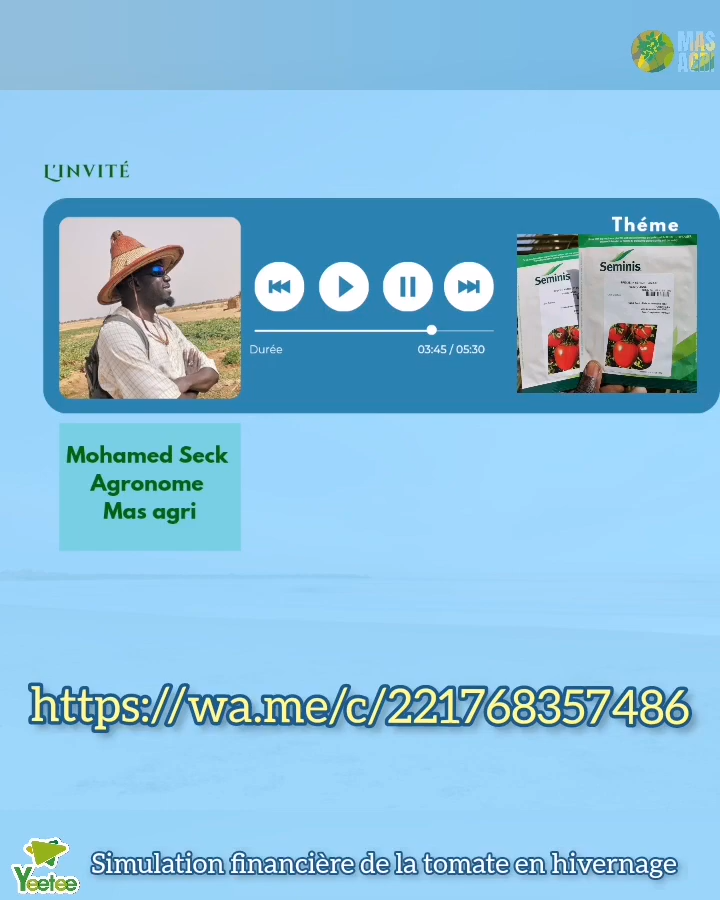 MAS
AGRI
L'INVITÉ
Théme
Seminis
Seminis
Durée
03:45 / 05:30
Mohamed Seck
Agronome
Mas agri
https://wa.me/c/221768357486
Yeetee
Simulation financière de la tomate en hivernage